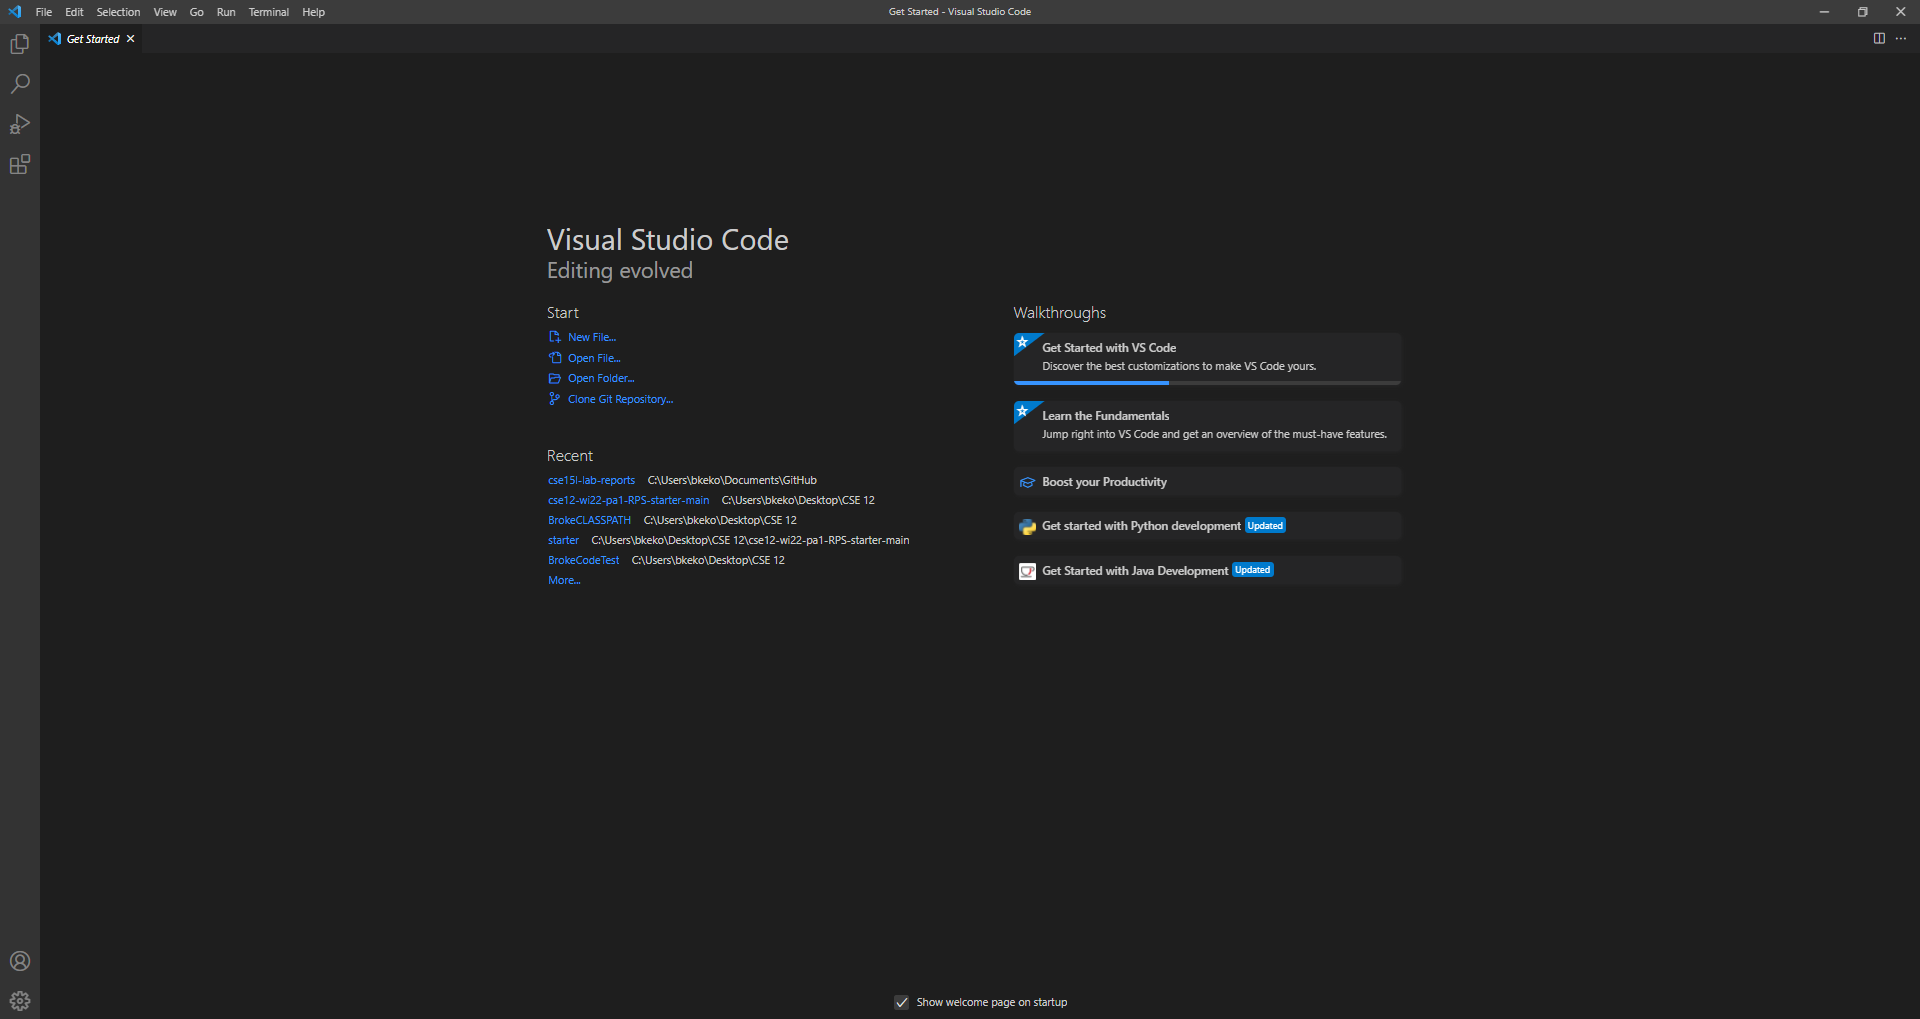 File Edit Selection View Go Run Terminal Help
Get Started - Visual Studio Code
Get Started
Visual Studio Code
Editing evolved
Start
New File...
Open File...
Open Folder...
Clone Git Repository...
Recent
cse15l-lab-reports C:\Users\bkeko\Documents\GitHub
cse12-wi22-pa1-RPS-starter-main C:\Users\bkeko\Desktop\CSE 12
BrokeCLASSPATH C:\Users\bkeko\Desktop\CSE 12
starter C:\Users\bkeko\Desktop\CSE 12\cse12-wi22-pa1-RPS-starter-main
BrokeCodeTest C:\Users\bkeko\Desktop\CSE 12
More...
Walkthroughs
Get Started with VS Code
Discover the best customizations to make VS Code yours.
Learn the Fundamentals
Jump right into VS Code and get an overview of the must-have features.
Boost your Productivity
Get started with Python development Updated
Get Started with Java Development Updated
Show welcome page on startup